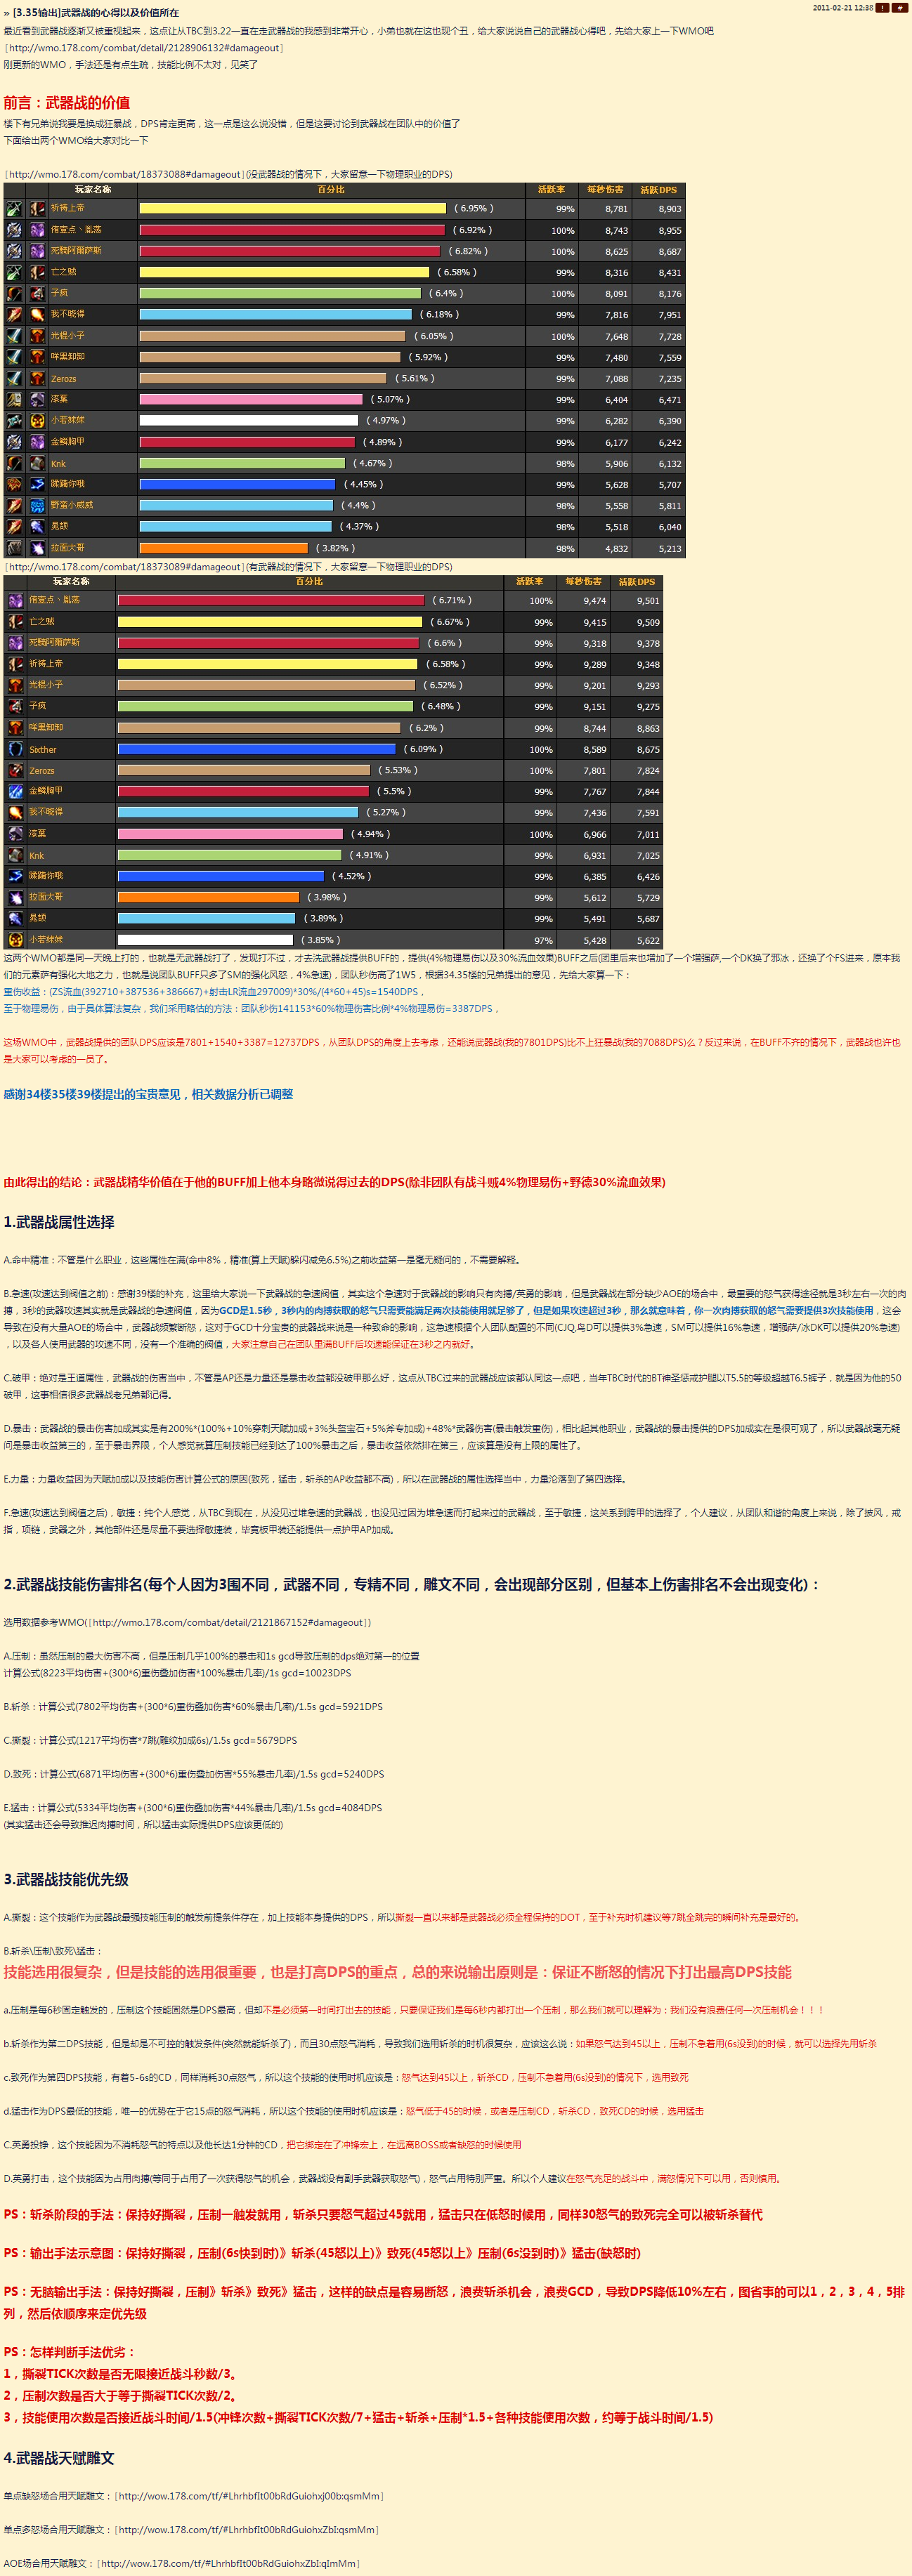 2011-02-21 12:38 ! #
» [3.35输出]武器战的心得以及价值所在
最近看到武器战逐渐又被重视起来，这点让从TBC到3.22一直在走武器战的我感到非常开心，小弟也就在这也现个丑，给大家说说自己的武器战心得吧，先给大家上一下WMO吧
[http://wmo.178.com/combat/detail/2128906132#damageout]
刚更新的WMO，手法还是有点生疏，技能比例不太对，见笑了
前言：武器战的价值
楼下有兄弟说我要是换成狂暴战，DPS肯定更高，这一点是这么说没错，但是这要讨论到武器战在团队中的价值了
下面给出两个WMO给大家对比一下
[http://wmo.178.com/combat/18373088#damageout](没武器战的情况下，大家留意一下物理职业的DPS)
玩家名称 百分比 活跃率 每秒伤害 活跃DPS
祈祷上帝 ( 6.95% ) 99% 8,781 8,903
侑壹点丶胤荡 ( 6.92% ) 100% 8,743 8,955
死騎阿爾萨斯 ( 6.82% ) 100% 8,625 8,687
亡之贼 ( 6.58% ) 99% 8,316 8,431
子疯 ( 6.4% ) 100% 8,091 8,176
我不晓得 ( 6.18% ) 99% 7,816 7,951
光棍小子 ( 6.05% ) 100% 7,648 7,728
咩黑卸卸 ( 5.92% ) 99% 7,480 7,559
Zerozs ( 5.61% ) 99% 7,088 7,235
漆菓 ( 5.07% ) 99% 6,404 6,471
小若妹妹 ( 4.97% ) 99% 6,282 6,390
金鳞胸甲 ( 4.89% ) 99% 6,177 6,242
Knk ( 4.67% ) 98% 5,906 6,132
蹂躏你哦 ( 4.45% ) 99% 5,628 5,707
野蛮小威威 ( 4.4% ) 98% 5,558 5,811
晁颉 ( 4.37% ) 98% 5,518 6,040
拉面大哥 ( 3.82% ) 98% 4,832 5,213
[http://wmo.178.com/combat/18373089#damageout](有武器战的情况下，大家留意一下物理职业的DPS)
玩家名称 百分比 活跃率 每秒伤害 活跃DPS
侑壹点丶胤荡 ( 6.71% ) 100% 9,474 9,501
亡之贼 ( 6.67% ) 99% 9,415 9,509
死騎阿爾萨斯 ( 6.6% ) 99% 9,318 9,378
祈祷上帝 ( 6.58% ) 99% 9,289 9,348
光棍小子 ( 6.52% ) 99% 9,201 9,293
子疯 ( 6.48% ) 99% 9,151 9,275
咩黑卸卸 ( 6.2% ) 99% 8,744 8,863
Sixther ( 6.09% ) 100% 8,589 8,675
Zerozs ( 5.53% ) 100% 7,801 7,824
金鳞胸甲 ( 5.5% ) 99% 7,767 7,844
我不晓得 ( 5.27% ) 99% 7,436 7,591
漆菓 ( 4.94% ) 100% 6,966 7,011
Knk ( 4.91% ) 99% 6,931 7,025
蹂躏你哦 ( 4.52% ) 99% 6,385 6,426
拉面大哥 ( 3.98% ) 99% 5,612 5,729
晁颉 ( 3.89% ) 99% 5,491 5,687
小若妹妹 ( 3.85% ) 97% 5,428 5,622
这两个WMO都是同一天晚上打的，也就是无武器战打了，发现打不过，才去洗武器战提供BUFF的，提供(4%物理易伤以及30%流血效果)BUFF之后(团里后来也增加了一个增强萨,一个DK换了邪冰，还换了个FS进来，原本我
们的元素萨有强化大地之力，也就是说团队BUFF只多了SM的强化风怒，4%急速)，团队秒伤高了1W5，根据34,35楼的兄弟提出的意见，先给大家算一下：
重伤收益：(ZS流血(392710+387536+386667)+射击LR流血297009)*30%/(4*60+45)s=1540DPS，
至于物理易伤，由于具体算法复杂，我们采用略估的方法：团队秒伤141153*60%物理伤害比例*4%物理易伤=3387DPS，
这场WMO中，武器战提供的团队DPS应该是7801+1540+3387=12737DPS，从团队DPS的角度上去考虑，还能说武器战(我的7801DPS)比不上狂暴战(我的7088DPS)么？反过来说，在BUFF不齐的情况下，武器战也许也
是大家可以考虑的一员了。
感谢34楼35楼39楼提出的宝贵意见，相关数据分析已调整
由此得出的结论：武器战精华价值在于他的BUFF加上他本身略微说得过去的DPS(除非团队有战斗贼4%物理易伤+野德30%流血效果)
1.武器战属性选择
A.命中精准：不管是什么职业，这些属性在满(命中8%，精准(算上天赋)躲闪减免6.5%)之前收益第一是毫无疑问的，不需要解释。
B.急速(攻速达到阀值之前)：感谢39楼的补充，这里给大家说一下武器战的急速阀值，其实这个急速对于武器战的影响只有肉搏/英勇的影响，但是武器战在部分缺少AOE的场合中，最重要的怒气获得途径就是3秒左右一次的肉
搏，3秒的武器攻速其实就是武器战的急速阀值，因为GCD是1.5秒，3秒内的肉搏获取的怒气只需要能满足两次技能使用就足够了，但是如果攻速超过3秒，那么就意味着，你一次肉搏获取的怒气需要提供3次技能使用，这会
导致在没有大量AOE的场合中，武器战频繁断怒，这对于GCD十分宝贵的武器战来说是一种致命的影响，这急速根据个人团队配置的不同(CJQ,鸟D可以提供3%急速，SM可以提供16%急速，增强萨/冰DK可以提供20%急速)
，以及各人使用武器的攻速不同，没有一个准确的阀值，大家注意自己在团队里满BUFF后攻速能保证在3秒之内就好。
C.破甲：绝对是王道属性，武器战的伤害当中，不管是AP还是力量还是暴击收益都没破甲那么好，这点从TBC过来的武器战应该都认同这一点吧，当年TBC时代的BT神圣惩戒护腿以T5.5的等级超越T6.5裤子，就是因为他的50
破甲，这事相信很多武器战老兄弟都记得。
D.暴击：武器战的暴击伤害加成其实是有200%*(100%+10%穿刺天赋加成+3%头盔宝石+5%斧专加成)+48%*武器伤害(暴击触发重伤)，相比起其他职业，武器战的暴击提供的DPS加成实在是很可观了，所以武器战毫无疑
问是暴击收益第三的，至于暴击界限，个人感觉就算压制技能已经到达了100%暴击之后，暴击收益依然排在第三，应该算是没有上限的属性了。
E.力量：力量收益因为天赋加成以及技能伤害计算公式的原因(致死，猛击，斩杀的AP收益都不高)，所以在武器战的属性选择当中，力量沦落到了第四选择。
F.急速(攻速达到阀值之后)，敏捷：纯个人感觉，从TBC到现在，从没见过堆急速的武器战，也没见过因为堆急速而打起来过的武器战，至于敏捷，这关系到跨甲的选择了，个人建议，从团队和谐的角度上来说，除了披风，戒
指，项链，武器之外，其他部件还是尽量不要选择敏捷装，毕竟板甲装还能提供一点护甲AP加成。
2.武器战技能伤害排名(每个人因为3围不同，武器不同，专精不同，雕文不同，会出现部分区别，但基本上伤害排名不会出现变化)：
选用数据参考WMO([http://wmo.178.com/combat/detail/2121867152#damageout])
A.压制：虽然压制的最大伤害不高，但是压制几乎100%的暴击和1s gcd导致压制的dps绝对第一的位置
计算公式(8223平均伤害+(300*6)重伤叠加伤害*100%暴击几率)/1s gcd=10023DPS
B.斩杀：计算公式(7802平均伤害+(300*6)重伤叠加伤害*60%暴击几率)/1.5s gcd=5921DPS
C.撕裂：计算公式(1217平均伤害*7跳(雕纹加成6s)/1.5s gcd=5679DPS
D.致死：计算公式(6871平均伤害+(300*6)重伤叠加伤害*55%暴击几率)/1.5s gcd=5240DPS
E.猛击：计算公式(5334平均伤害+(300*6)重伤叠加伤害*44%暴击几率)/1.5s gcd=4084DPS
(其实猛击还会导致推迟肉搏时间，所以猛击实际提供DPS应该更低的)
3.武器战技能优先级
A.撕裂：这个技能作为武器战最强技能压制的触发前提条件存在，加上技能本身提供的DPS，所以撕裂一直以来都是武器战必须全程保持的DOT，至于补充时机建议等7跳全跳完的瞬间补充是最好的。
B.斩杀\压制\致死\猛击：
技能选用很复杂，但是技能的选用很重要，也是打高DPS的重点，总的来说输出原则是：保证不断怒的情况下打出最高DPS技能
a.压制是每6秒固定触发的，压制这个技能固然是DPS最高，但却不是必须第一时间打出去的技能，只要保证我们是每6秒内都打出一个压制，那么我们就可以理解为：我们没有浪费任何一次压制机会！！！
b.斩杀作为第二DPS技能，但是却是不可控的触发条件(突然就能斩杀了)，而且30点怒气消耗，导致我们选用斩杀的时机很复杂，应该这么说：如果怒气达到45以上，压制不急着用(6s没到)的时候，就可以选择先用斩杀
c.致死作为第四DPS技能，有着5-6s的CD，同样消耗30点怒气，所以这个技能的使用时机应该是：怒气达到45以上，斩杀CD，压制不急着用(6s没到)的情况下，选用致死
d.猛击作为DPS最低的技能，唯一的优势在于它15点的怒气消耗，所以这个技能的使用时机应该是：怒气低于45的时候，或者是压制CD，斩杀CD，致死CD的时候，选用猛击
C.英勇投掷，这个技能因为不消耗怒气的特点以及他长达1分钟的CD，把它绑定在了冲锋宏上，在远离BOSS或者缺怒的时候使用
D.英勇打击，这个技能因为占用肉搏(等同于占用了一次获得怒气的机会，武器战没有副手武器获取怒气)，怒气占用特别严重。所以个人建议在怒气充足的战斗中，满怒情况下可以用，否则慎用。
PS：斩杀阶段的手法：保持好撕裂，压制一触发就用，斩杀只要怒气超过45就用，猛击只在低怒时候用，同样30怒气的致死完全可以被斩杀替代
PS：输出手法示意图：保持好撕裂，压制(6s快到时)》斩杀(45怒以上)》致死(45怒以上》压制(6s没到时)》猛击(缺怒时)
PS：无脑输出手法：保持好撕裂，压制》斩杀》致死》猛击，这样的缺点是容易断怒，浪费斩杀机会，浪费GCD，导致DPS降低10%左右，图省事的可以1，2，3，4，5排
列，然后依顺序来定优先级
PS：怎样判断手法优劣：
1，撕裂TICK次数是否无限接近战斗秒数/3。
2，压制次数是否大于等于撕裂TICK次数/2。
3，技能使用次数是否接近战斗时间/1.5(冲锋次数+撕裂TICK次数/7+猛击+斩杀+压制*1.5+各种技能使用次数，约等于战斗时间/1.5)
4.武器战天赋雕文
单点缺怒场合用天赋雕文：[http://wow.178.com/tf/#LhrhbfIt00bRdGuiohxj00b:qsmMm]
单点多怒场合用天赋雕文：[http://wow.178.com/tf/#LhrhbfIt00bRdGuiohxZbI:qsmMm]
AOE场合用天赋雕文：[http://wow.178.com/tf/#LhrhbfIt00bRdGuiohxZbI:qImMm]